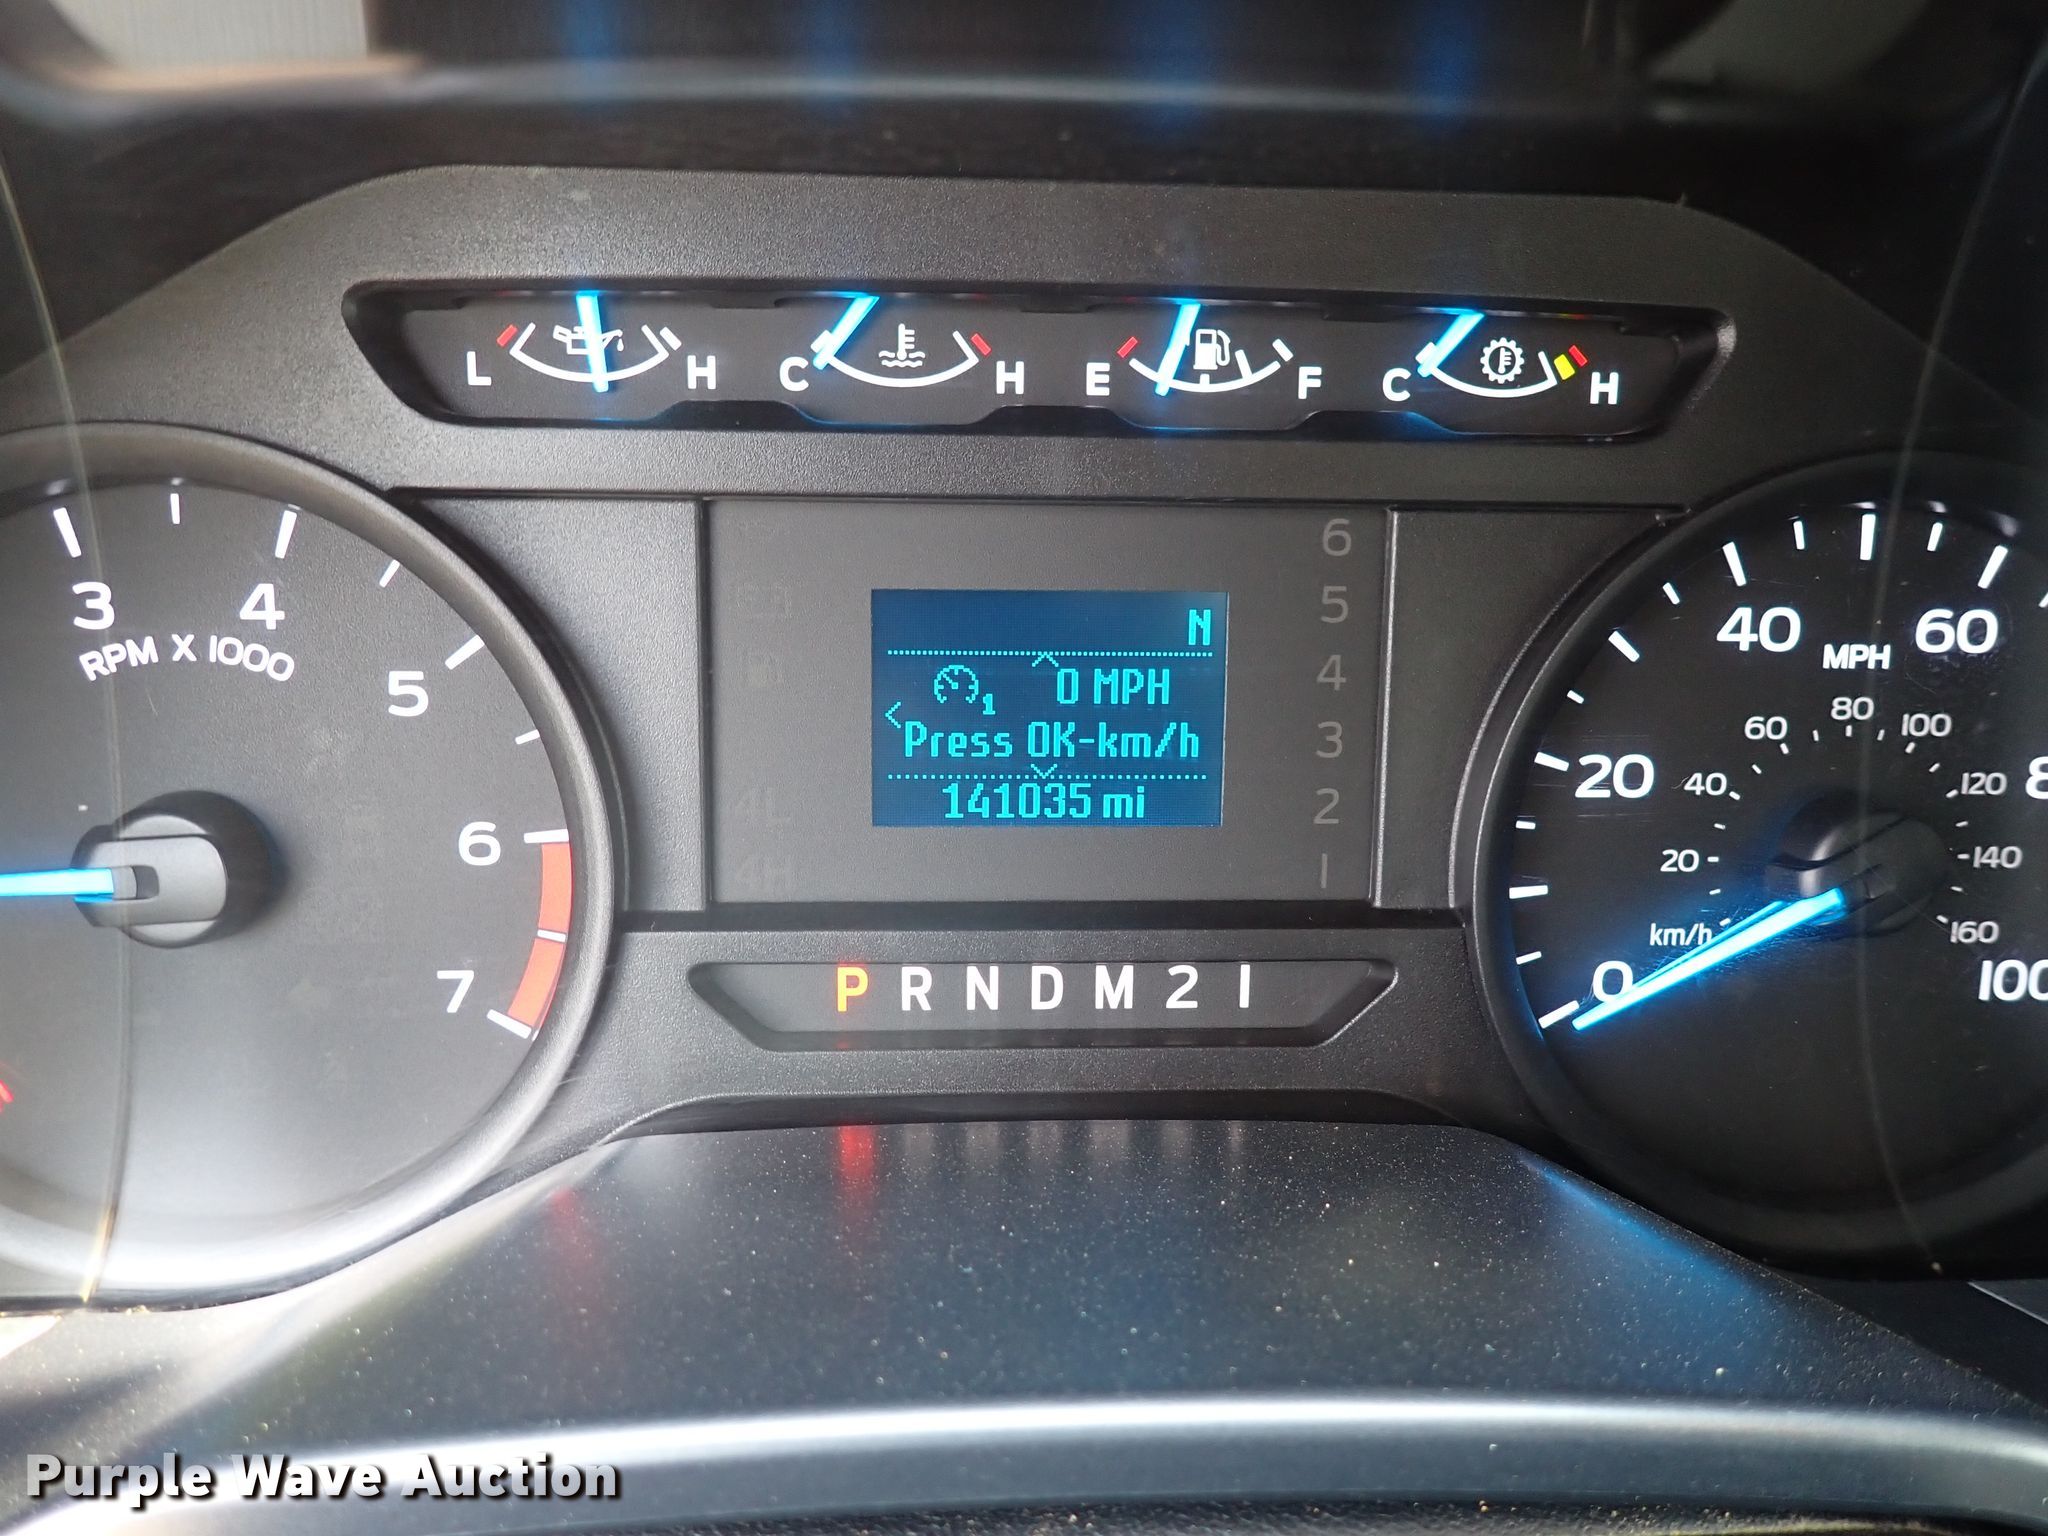 L H C H E F C H
3 4 5 6 7
RPM X 1000
N
1 0 MPH
Press OK-km/h
141035 mi
6
5
4
3
2
1
4L
4H
P R N D M 2 1
0 20 40 60 8 100
MPH
20 40 60 80 100 120 140 160
km/h
Purple Wave Auction